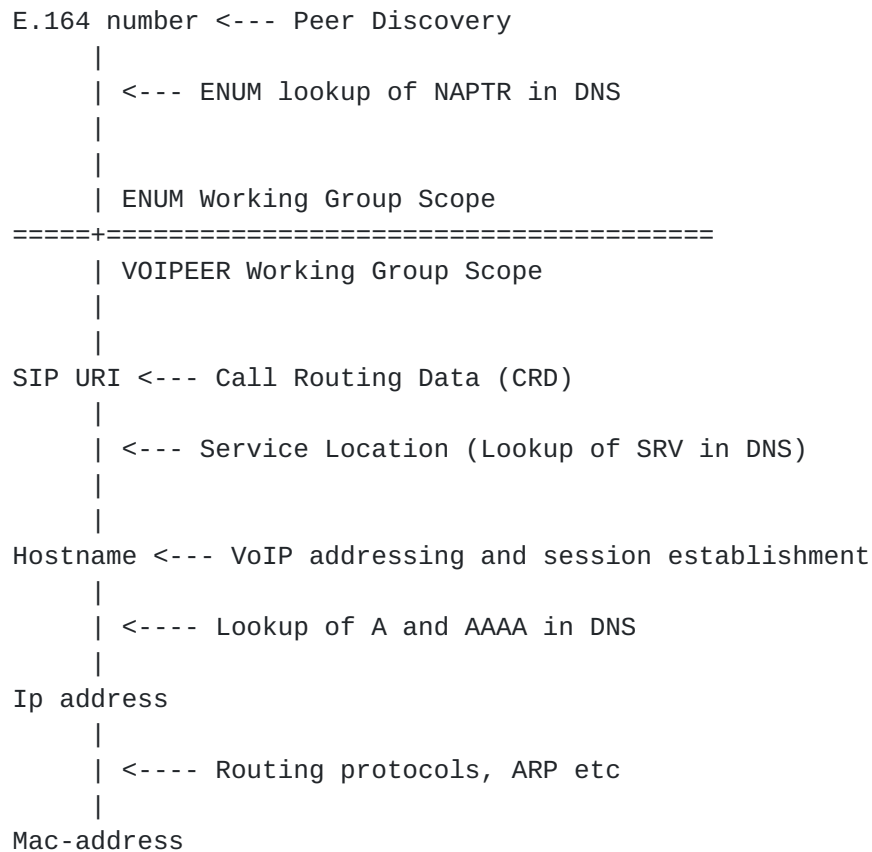 E.164 number <--- Peer Discovery
     |
     | <--- ENUM lookup of NAPTR in DNS
     |
     |
     | ENUM Working Group Scope
=====+=======================================
     | VOIPEER Working Group Scope
     |
     |
SIP URI <--- Call Routing Data (CRD)
     |
     | <--- Service Location (Lookup of SRV in DNS)
     |
     |
Hostname <--- VoIP addressing and session establishment
     |
     | <---- Lookup of A and AAAA in DNS
     |
Ip address
     |
     | <---- Routing protocols, ARP etc
     |
Mac-address